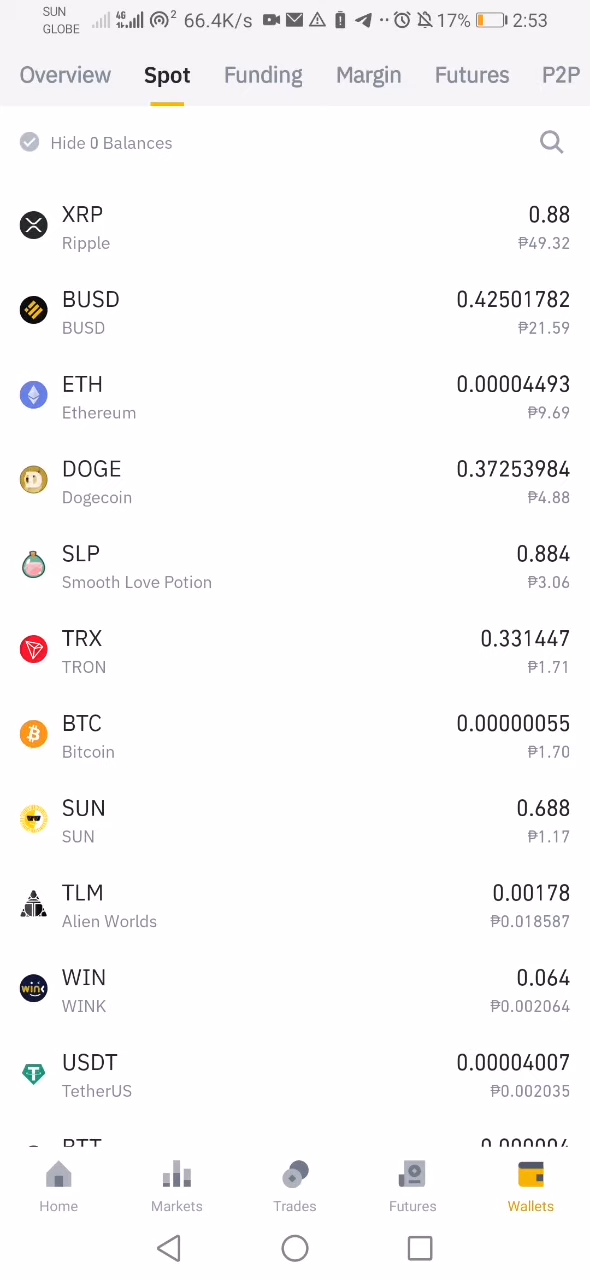 SUN
GLOBE
4G
2
66.4K/s
17%
2:53
Overview Spot Funding Margin Futures P2P
Hide 0 Balances
XRP 0.88
Ripple ₱49.32
BUSD 0.42501782
BUSD ₱21.59
ETH 0.00004493
Ethereum ₱9.69
DOGE 0.37253984
Dogecoin ₱4.88
SLP 0.884
Smooth Love Potion ₱3.06
TRX 0.331447
TRON ₱1.71
BTC 0.00000055
Bitcoin ₱1.70
SUN 0.688
SUN ₱1.17
TLM 0.00178
Alien Worlds ₱0.018587
WIN 0.064
WINK ₱0.002064
USDT 0.00004007
TetherUS ₱0.002035
Home Markets Trades Futures Wallets